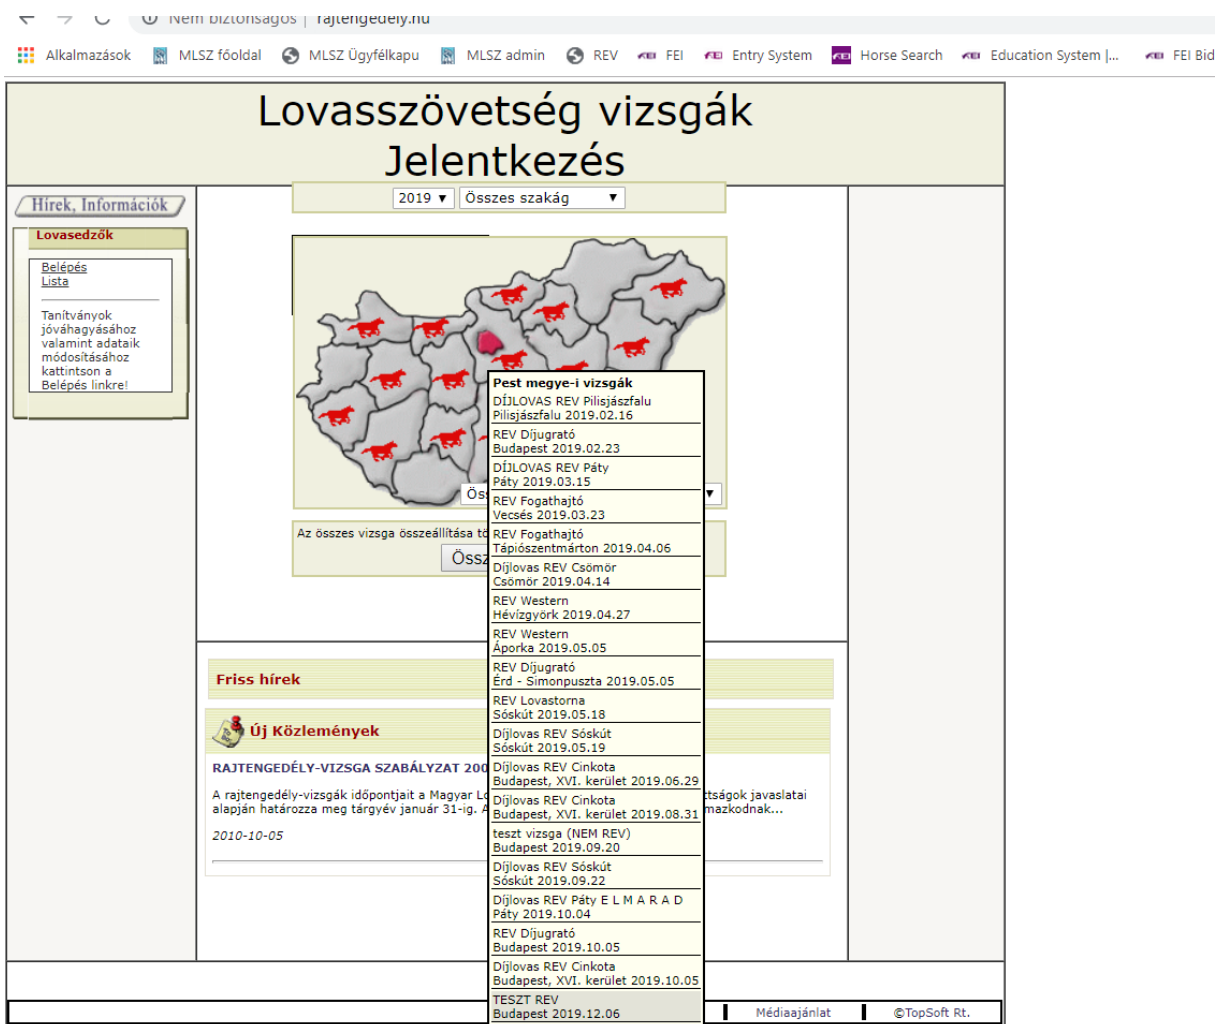 Nem biztonságos | rajtengedely.hu
Alkalmazások MLSZ főoldal MLSZ Ügyfélkapu MLSZ admin REV FEI FEI FEI Entry System FEI Horse Search FEI Education System |... FEI FEI Bid
Lovasszövetség vizsgák
Jelentkezés
2019 Összes szakág
Hírek, Információk
Lovasedzők
Belépés
Lista
Tanítványok
jóváhagyásához
valamint adataik
módosításához
kattintson a
Belépés linkre!
Pest megye-i vizsgák
DÍJLOVAS REV Pilisjászfalu
Pilisjászfalu 2019.02.16
REV Díjugrató
Budapest 2019.02.23
DÍJLOVAS REV Páty
Páty 2019.03.15
REV Fogathajtó
Vecsés 2019.03.23
REV Fogathajtó
Tápiószentmárton 2019.04.06
Díjlovas REV Csömör
Csömör 2019.04.14
REV Western
Hévízgyörk 2019.04.27
REV Western
Áporka 2019.05.05
REV Díjugrató
Érd - Simonpuszta 2019.05.05
REV Lovastorna
Sóskút 2019.05.18
Díjlovas REV Sóskút
Sóskút 2019.05.19
Díjlovas REV Cinkota
Budapest, XVI. kerület 2019.06.29
Díjlovas REV Cinkota
Budapest, XVI. kerület 2019.08.31
teszt vizsga (NEM REV)
Budapest 2019.09.20
Díjlovas REV Sóskút
Sóskút 2019.09.22
Díjlovas REV Páty E L M A R A D
Páty 2019.10.04
REV Díjugrató
Budapest 2019.10.05
Díjlovas REV Cinkota
Budapest, XVI. kerület 2019.10.05
TESZT REV
Budapest 2019.12.06
Az összes vizsga összeállítása
Friss hírek
To Do:
Új Közlemények
RAJTENGEDÉLY-VIZSGA SZABÁLYZAT 200
A rajtengedély-vizsgák időpontjait a Magyar javaslatai
alapján határozza meg tárgyév január 31-ig.
2010-10-05
Médiaajánlat ©TopSoft Rt.